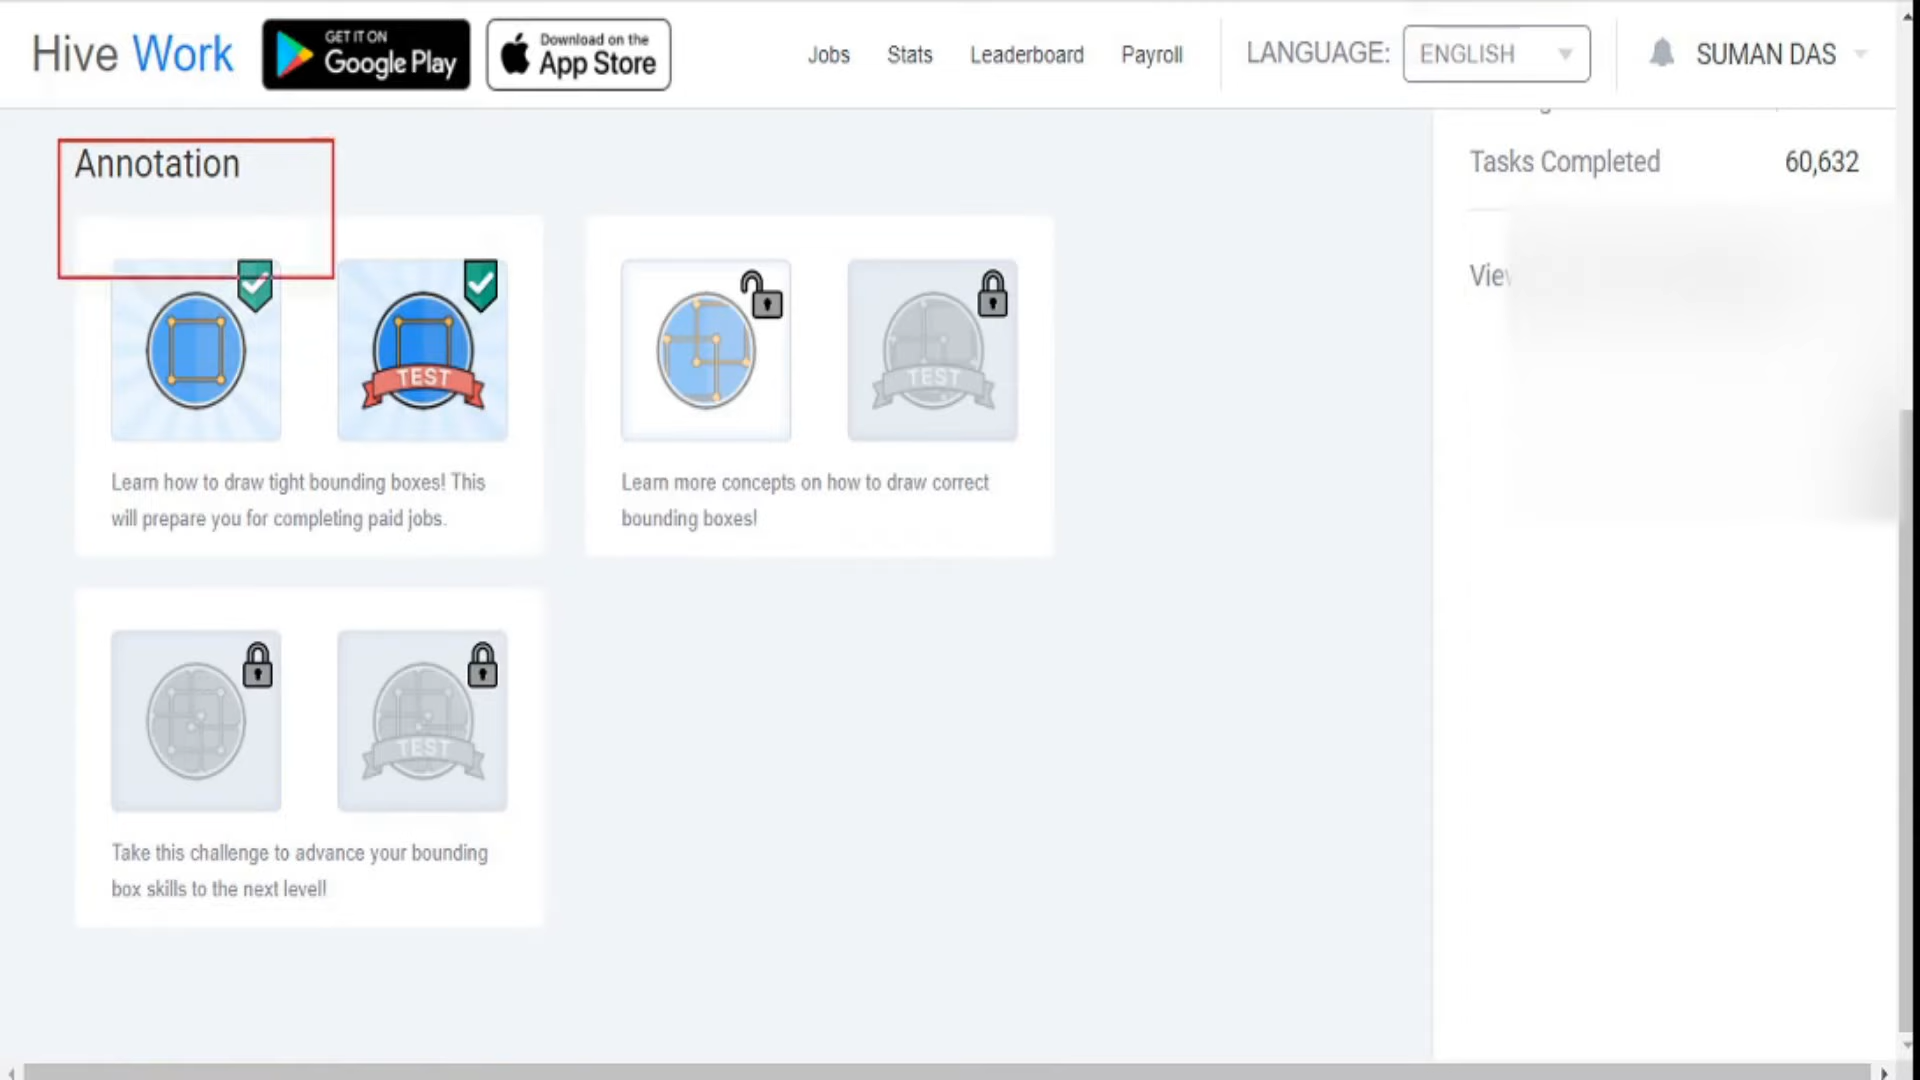 Hive Work
GET IT ON
Google Play
Download on the
App Store
Jobs
Stats
Leaderboard
Payroll
LANGUAGE:
ENGLISH
SUMAN DAS
Annotation
Tasks Completed
60,632
TEST
TEST
Learn how to draw tight bounding boxes! This
will prepare you for completing paid jobs.
Learn more concepts on how to draw correct
bounding boxes!
TEST
Take this challenge to advance your bounding
box skills to the next level!